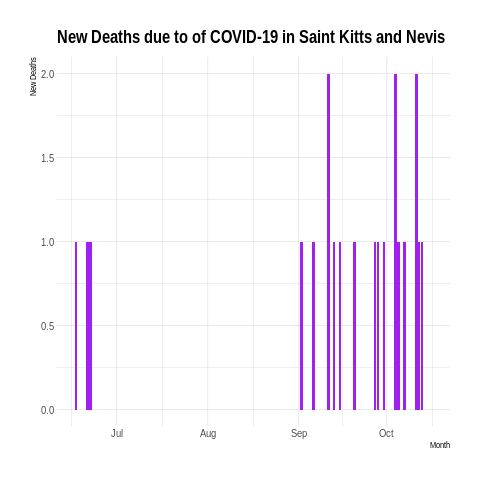 New Deaths due to of COVID-19 in Saint Kitts and Nevis
New Deaths
2.0
1.5
1.0
0.5
0.0
Jul Aug Sep Oct
Month